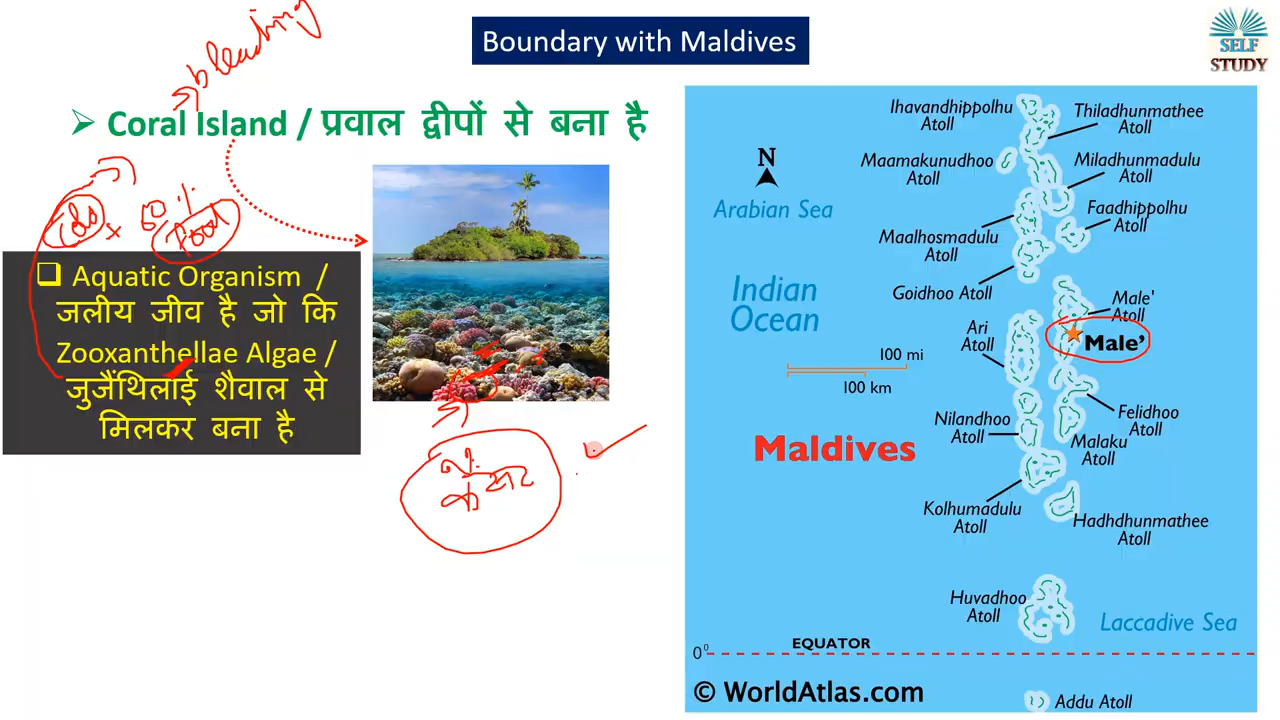 Boundary with Maldives
SELF
STUDY
bleaching
➢ Coral Island / प्रवाल द्वीपों से बना है
60 %
Food
❑ Aquatic Organism /
जलीय जीव है जो कि
Zooxanthellae Algae /
जुजैंथिलाई शैवाल से
मिलकर बना है
Ihavandhippolhu
Atoll
Thiladhunmathee
Atoll
Maamakunudhoo
Atoll
Miladhunmadulu
Atoll
N
Arabian Sea
Faadhippolhu
Atoll
Maalhosmadulu
Atoll
Goidhoo Atoll
Indian
Ocean
Male'
Atoll
Ari
Atoll
Male'
100 mi
100 km
Nilandhoo
Atoll
Felidhoo
Atoll
Malaku
Atoll
Maldives
Kolhumadulu
Atoll
Hadhdhunmathee
Atoll
Huvadhoo
Atoll
Laccadive Sea
EQUATOR
0⁰
© WorldAtlas.com
Addu Atoll